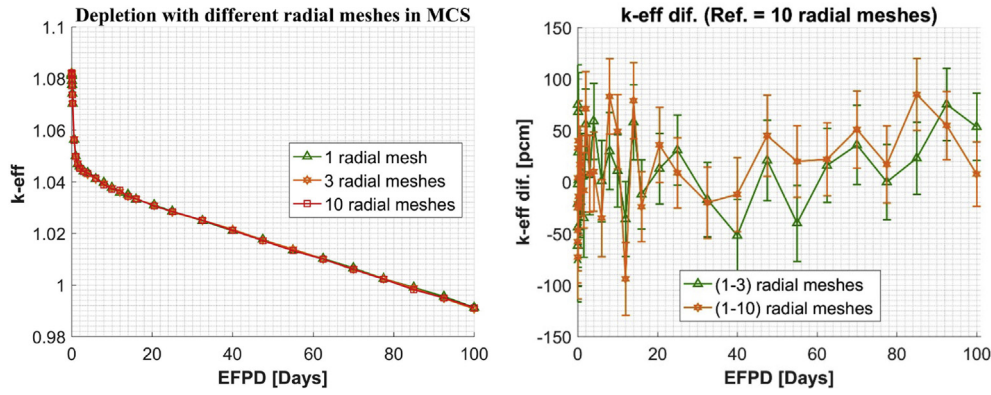 Depletion with different radial meshes in MCS
1.1
1.08
1.06
1.04
1.02
1
0.98
k-eff
1 radial mesh
3 radial meshes
10 radial meshes
0 20 40 60 80 100
EFPD [Days]
k-eff dif. (Ref. = 10 radial meshes)
150
100
50
0
-50
-100
-150
k-eff dif. [pcm]
(1-3) radial meshes
(1-10) radial meshes
0 20 40 60 80 100
EFPD [Days]